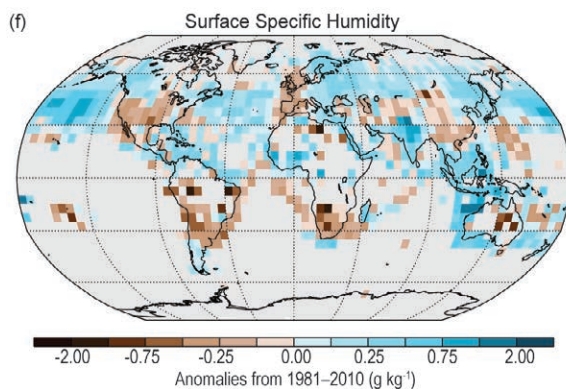 (f)
Surface Specific Humidity
-2.00 -0.75 -0.25 0.00 0.25 0.75 2.00
Anomalies from 1981–2010 (g kg⁻¹)